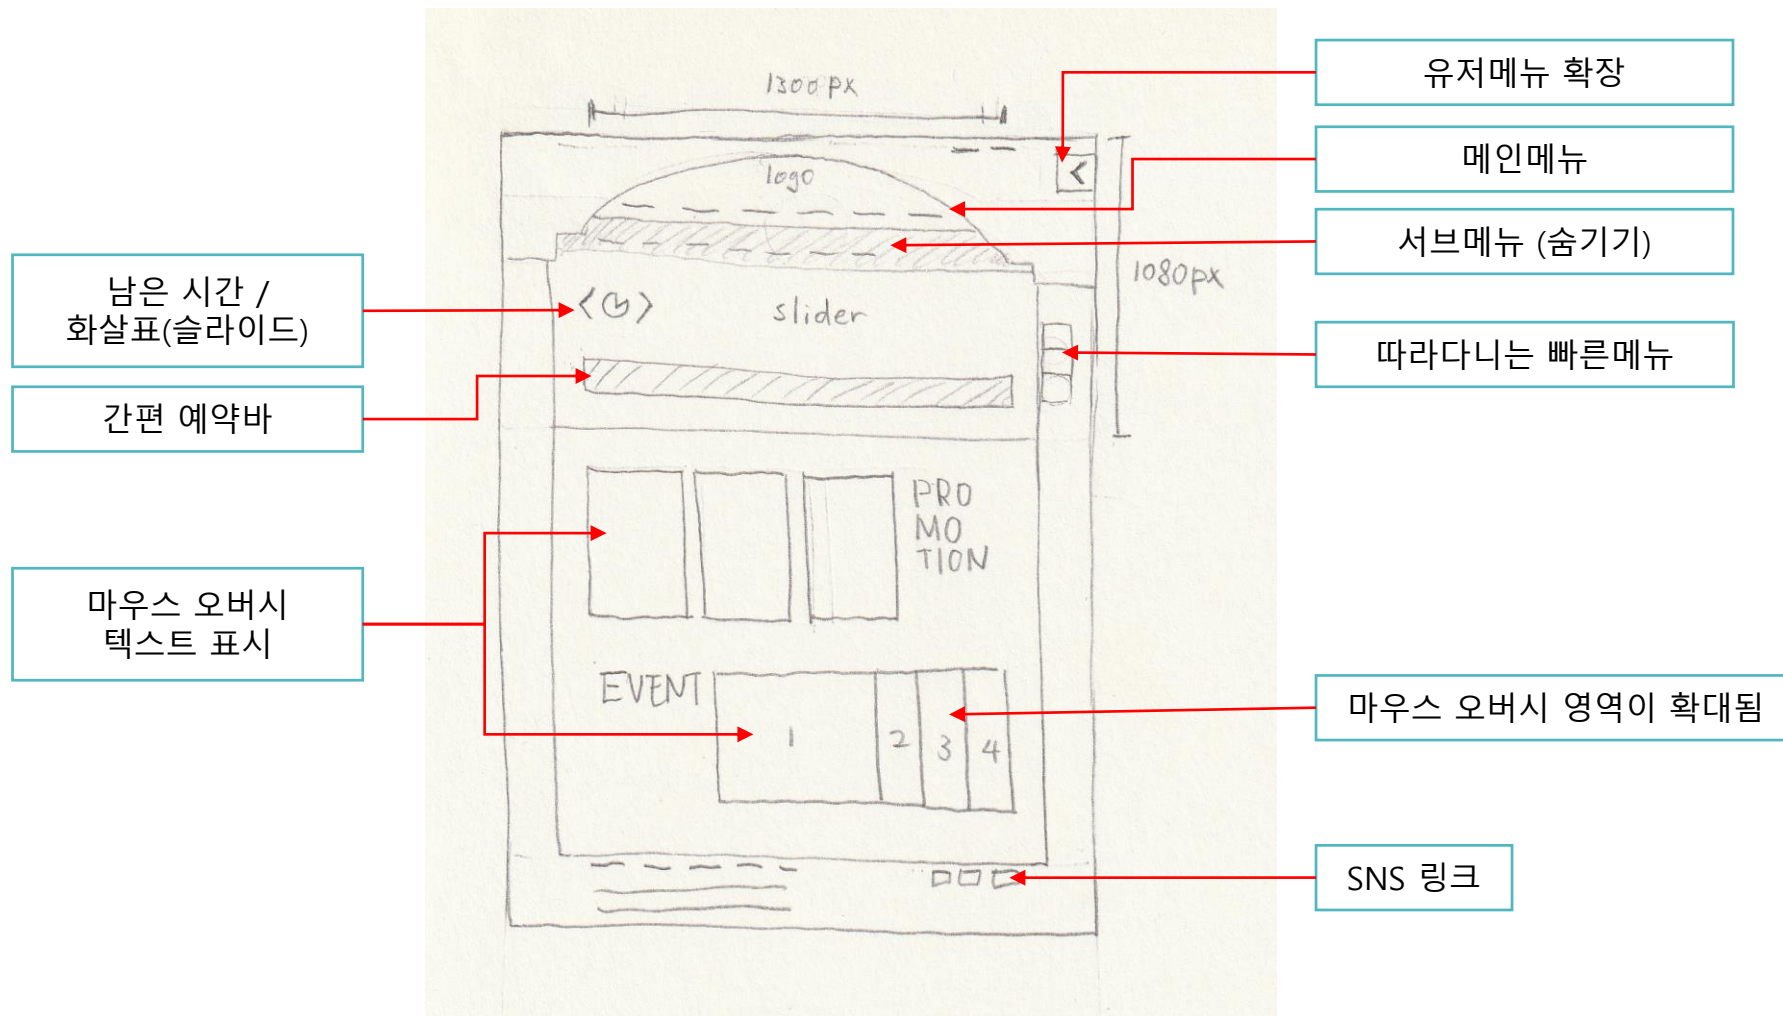 1300px
유저메뉴 확장
메인메뉴
logo
서브메뉴 (숨기기)
1080px
남은 시간 /
화살표(슬라이드)
slider
따라다니는 빠른메뉴
간편 예약바
PRO
MO
TION
마우스 오버시
텍스트 표시
EVENT
1
2
3
4
마우스 오버시 영역이 확대됨
SNS 링크